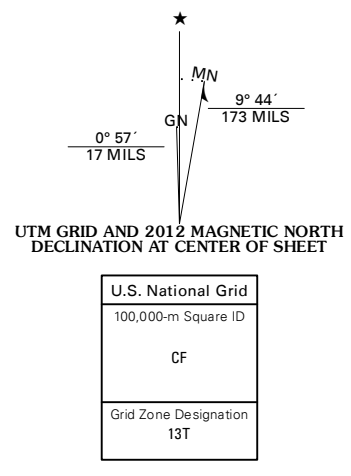 ★
MN
GN
9° 44´
173 MILS
0° 57´
17 MILS
UTM GRID AND 2012 MAGNETIC NORTH
DECLINATION AT CENTER OF SHEET
U.S. National Grid
100,000-m Square ID
CF
Grid Zone Designation
13T